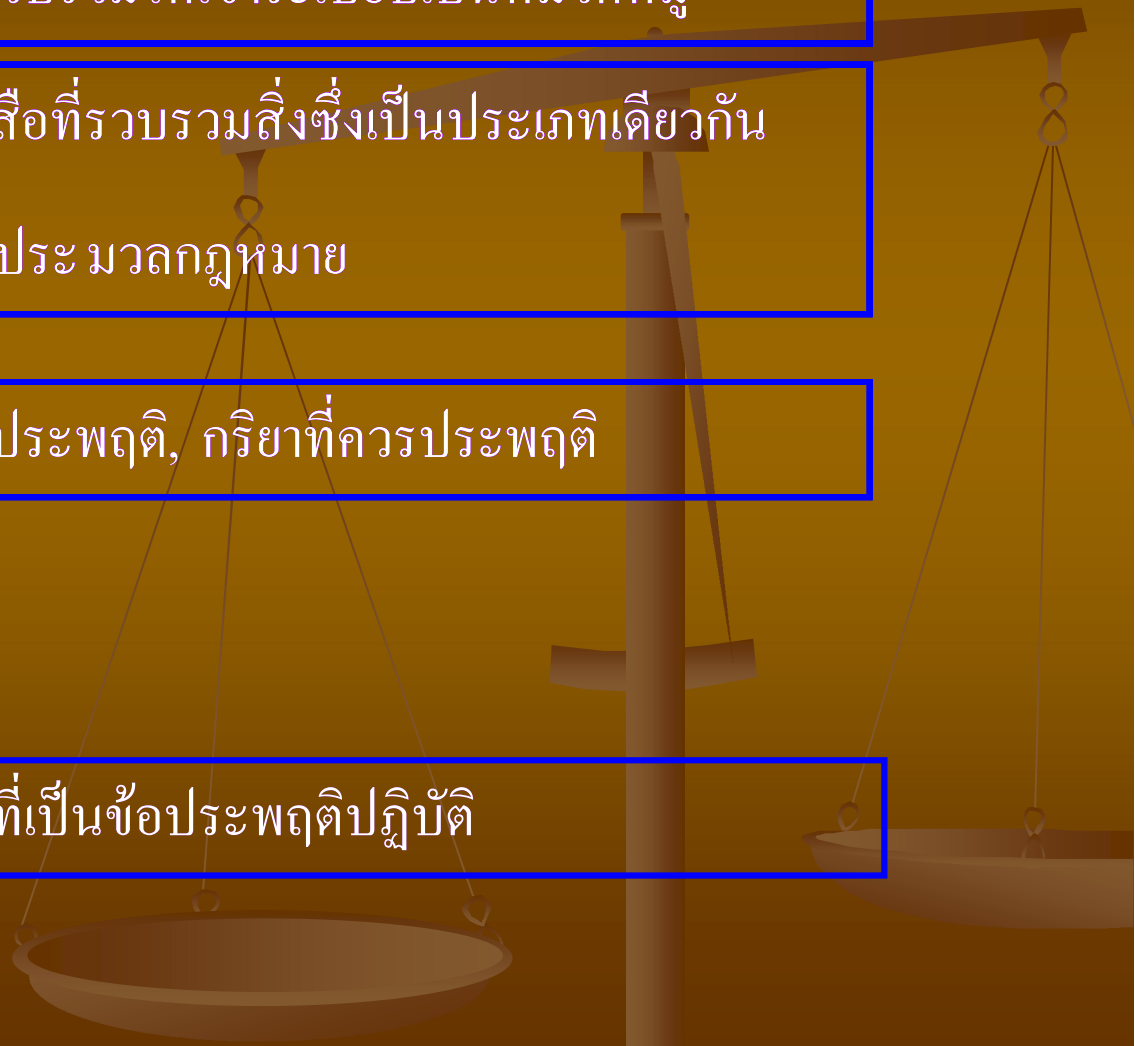 ที่รวบรวมสิ่งซึ่งเป็นประเภทเดียวกัน
ประ มวลกฎหมาย
ประพฤติ, กริยาที่ควรประพฤติ
ที่เป็นข้อประพฤติปฏิบัติ